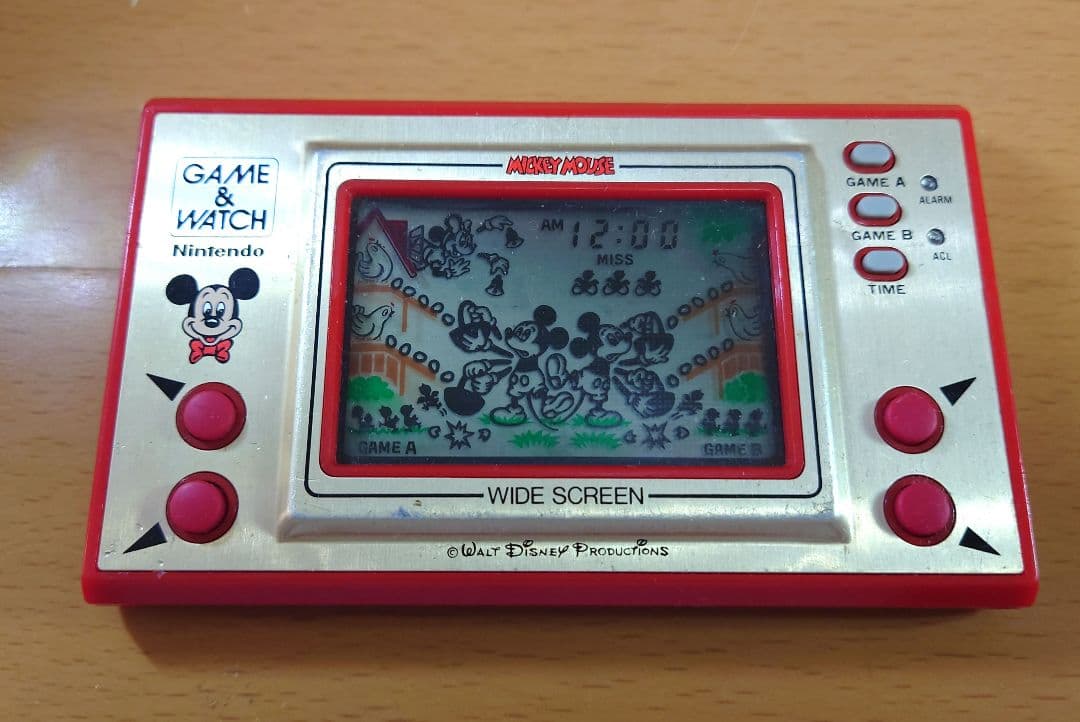 GAME
&
WATCH
Nintendo
MICKEY MOUSE
AM 12:00
MISS
GAME A
GAME B
GAME A
ALARM
GAME B
ACL
TIME
WIDE SCREEN
© WALT DISNEY PRODUCTIONS